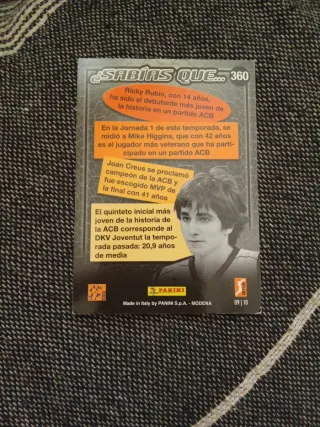 ¿SABÍAS QUE... 360
Ricky Rubio, con 14 años,
ha sido el debutante más joven de
la historia en un partido ACB
En la Jornada 1 de esta temporada, se
midió a Mike Higgins, que con 42 años
es el jugador más veterano que ha parti-
cipado en un partido ACB
Joan Creus se proclamó
campeón de la ACB y
fue escogido MVP de
la final con 41 años
El quinteto inicial más
joven de la historia de
la ACB corresponde al
DKV Joventut la tempo-
rada pasada: 20,9 años
de media
PANINI
Made in Italy by PANINI S.p.A. - MODENA
09 | 10